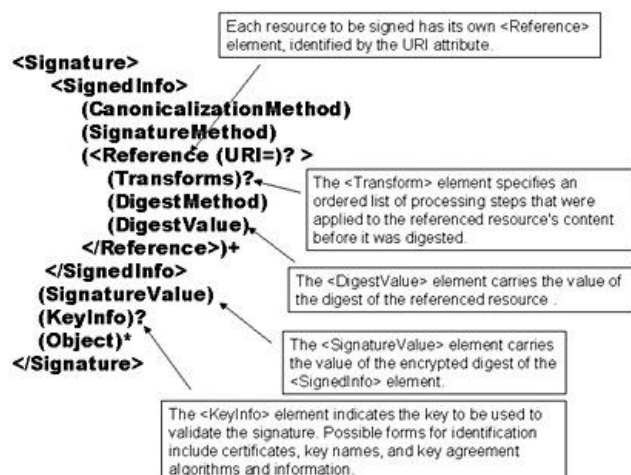 Each resource to be signed has its own <Reference>
element, identified by the URI attribute.
<Signature>
<SignedInfo>
(CanonicalizationMethod)
(SignatureMethod)
(<Reference (URI=)? >
(Transforms)?
(DigestMethod)
(DigestValue)
</Reference>)+
</SignedInfo>
(SignatureValue)
(KeyInfo)?
(Object)*
</Signature>
The <Transform> element specifies an
ordered list of processing steps that were
applied to the referenced resource's content
before it was digested.
The <DigestValue> element carries the value of
the digest of the referenced resource .
The <SignatureValue> element carries
the value of the encrypted digest of the
<SignedInfo> element.
The <KeyInfo> element indicates the key to be used to
validate the signature. Possible forms for identification
include certificates, key names, and key agreement
algorithms and information.